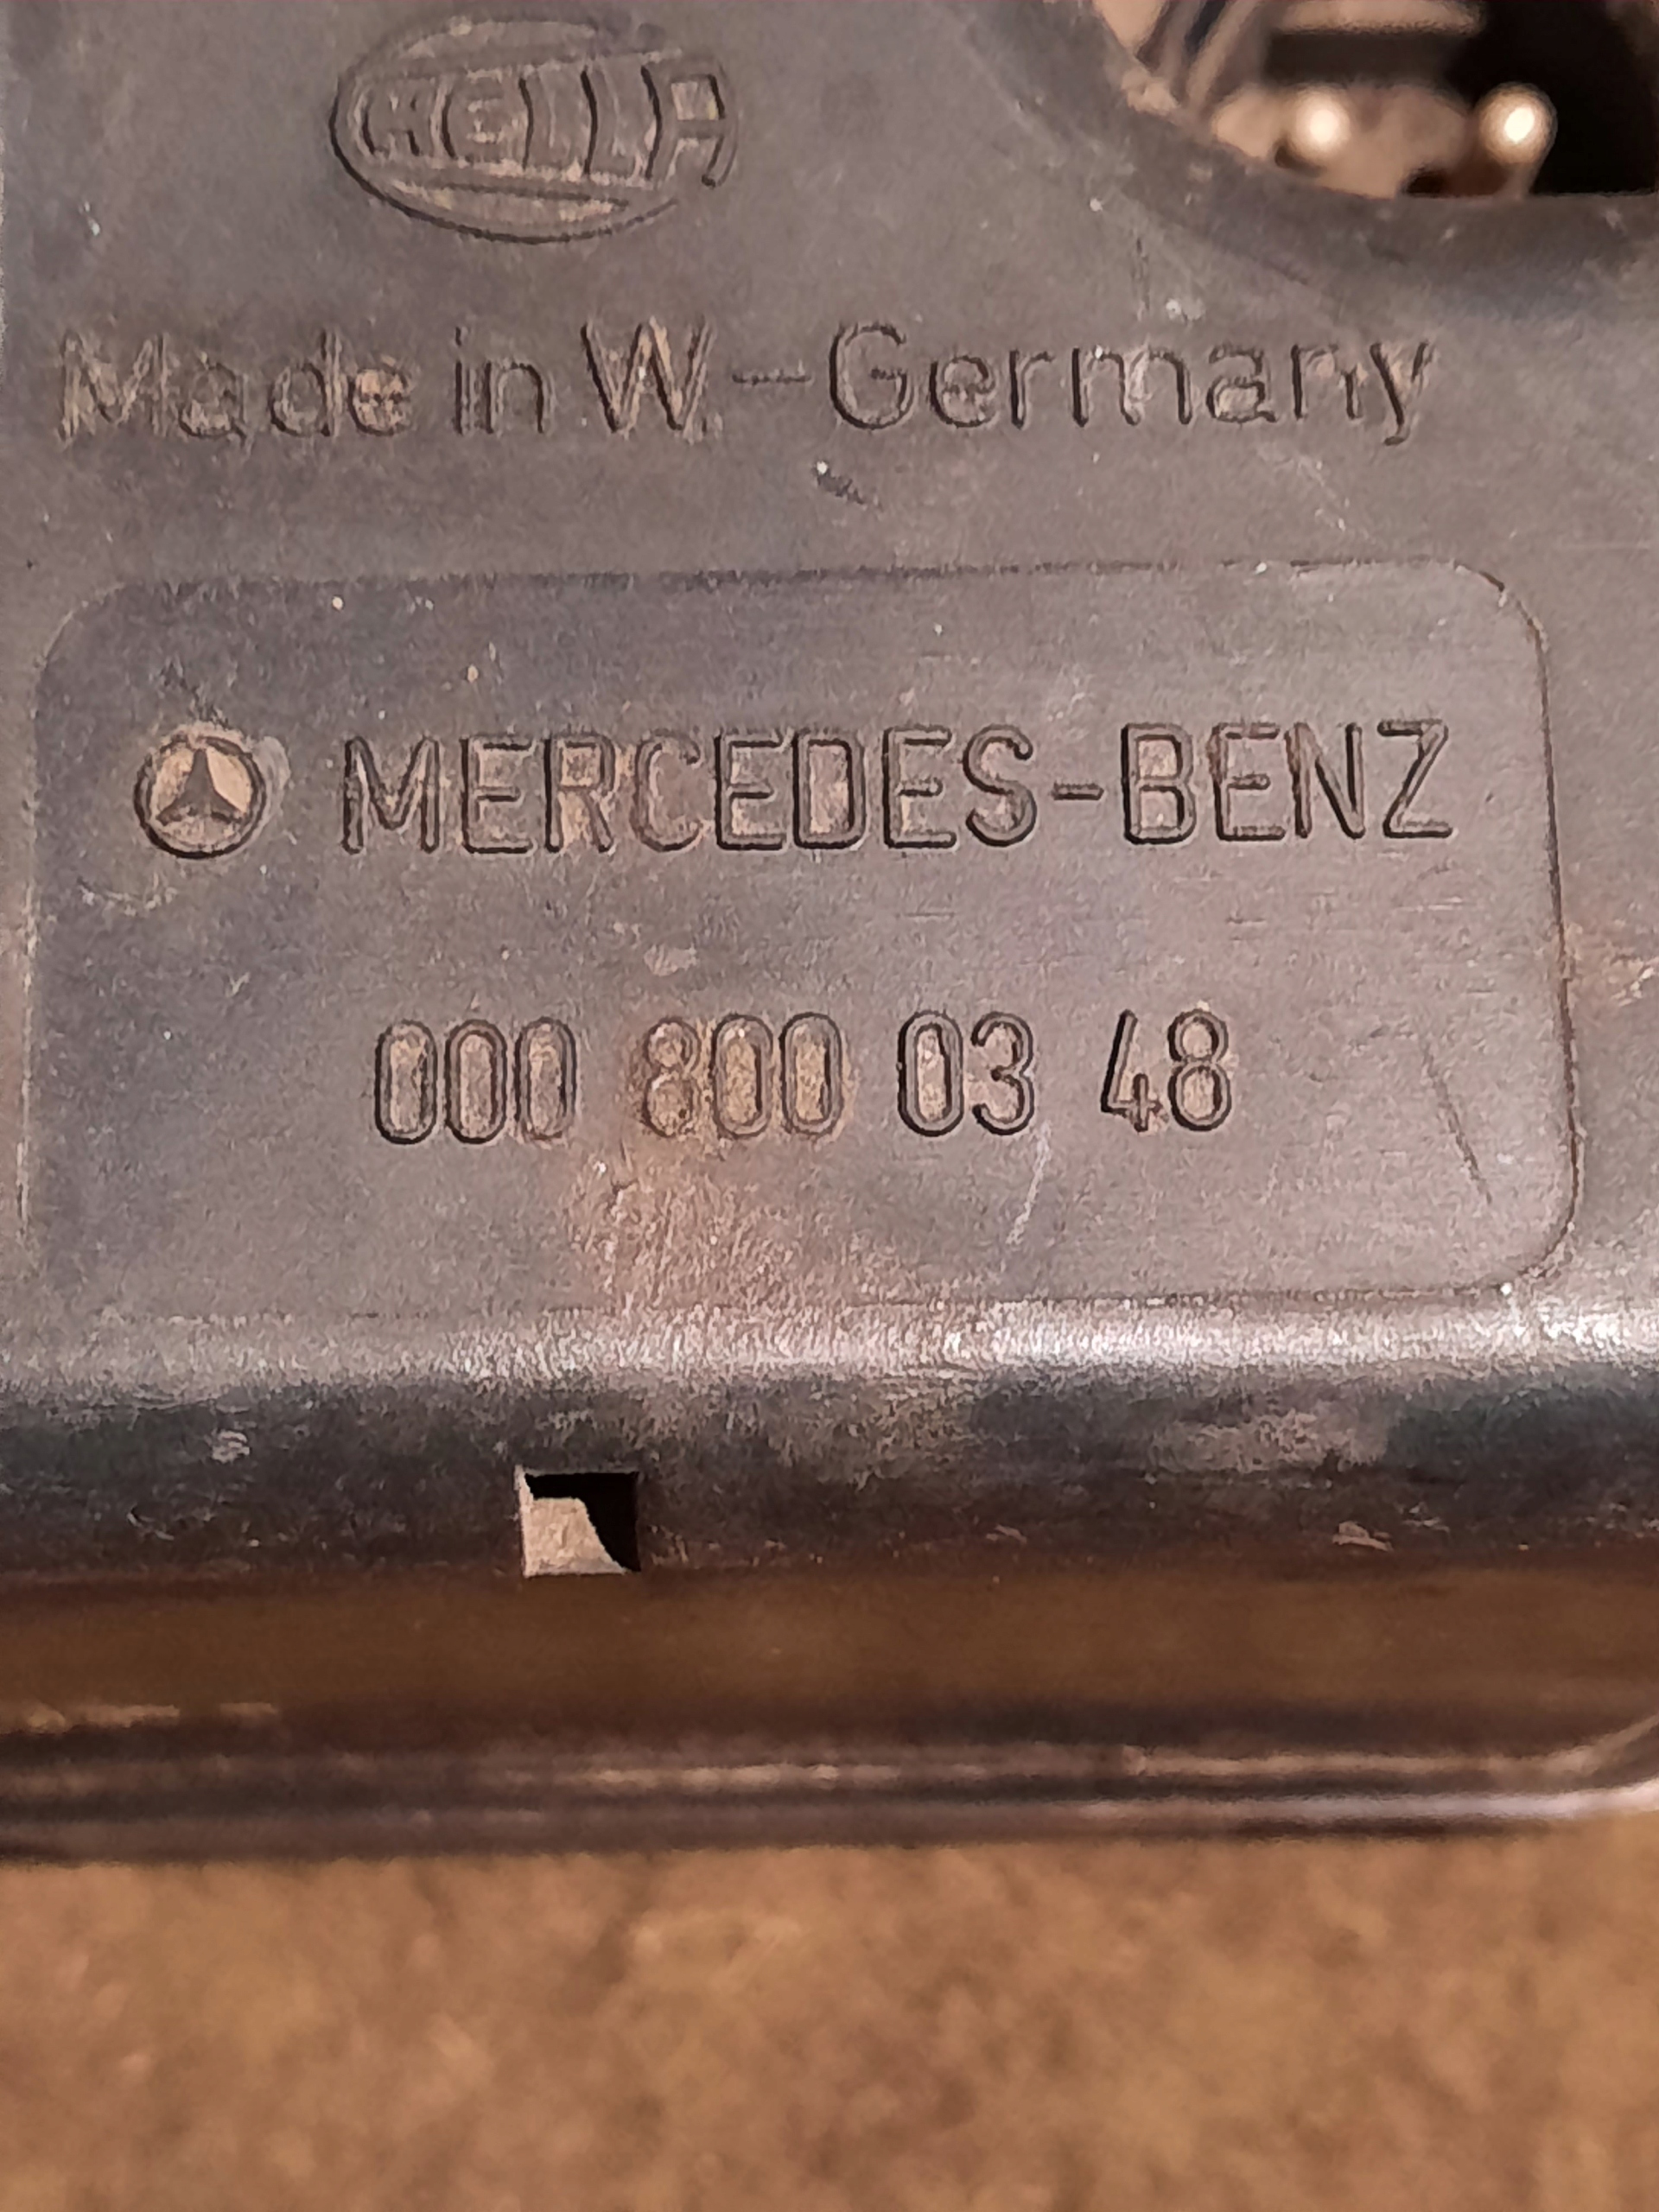 HELLA
Made in W.-Germany
MERCEDES-BENZ
000 800 03 48